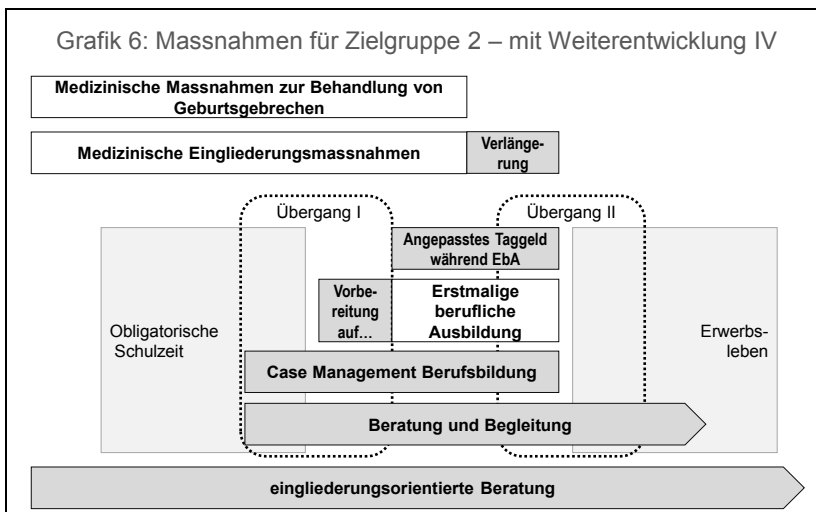 Grafik 6: Massnahmen für Zielgruppe 2 – mit Weiterentwicklung IV
Medizinische Massnahmen zur Behandlung von
Geburtsgebrechen
Medizinische Eingliederungsmassnahmen
Verlänge-
rung
Übergang I
Übergang II
Angepasstes Taggeld
während EbA
Vorbe-
reitung
auf...
Erstmalige
berufliche
Ausbildung
Obligatorische
Schulzeit
Erwerbs-
leben
Case Management Berufsbildung
Beratung und Begleitung
eingliederungsorientierte Beratung